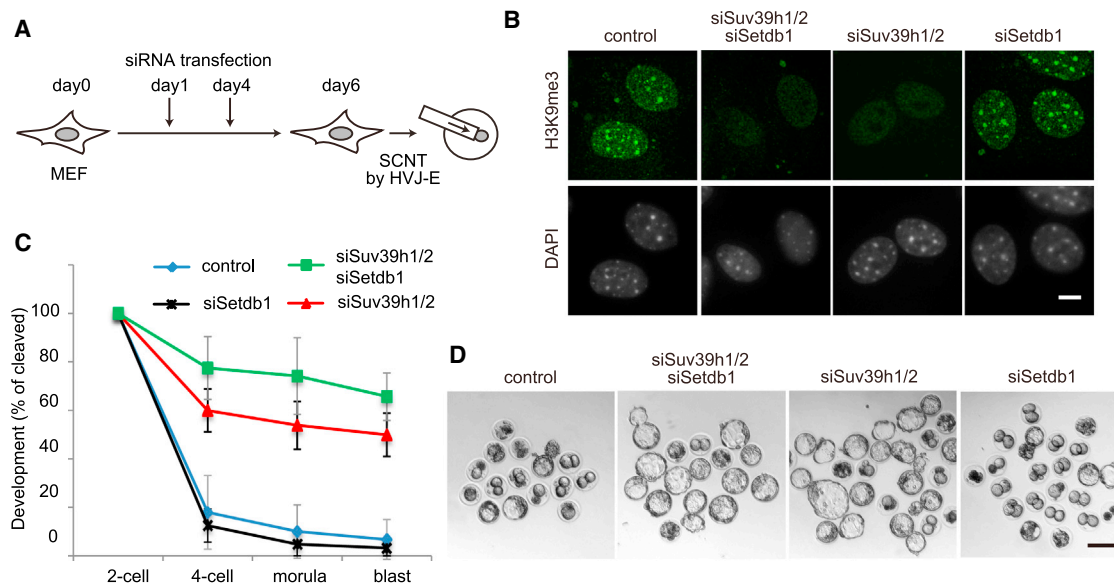 A
siRNA transfection
day0
day1
day4
day6
MEF
SCNT
by HVJ-E
B
control
siSuv39h1/2
siSetdb1
siSuv39h1/2
siSetdb1
H3K9me3
DAPI
C
control
siSuv39h1/2
siSetdb1
siSetdb1
siSuv39h1/2
Development (% of cleaved)
100
80
60
40
20
0
2-cell
4-cell
morula
blast
D
control
siSuv39h1/2
siSetdb1
siSuv39h1/2
siSetdb1